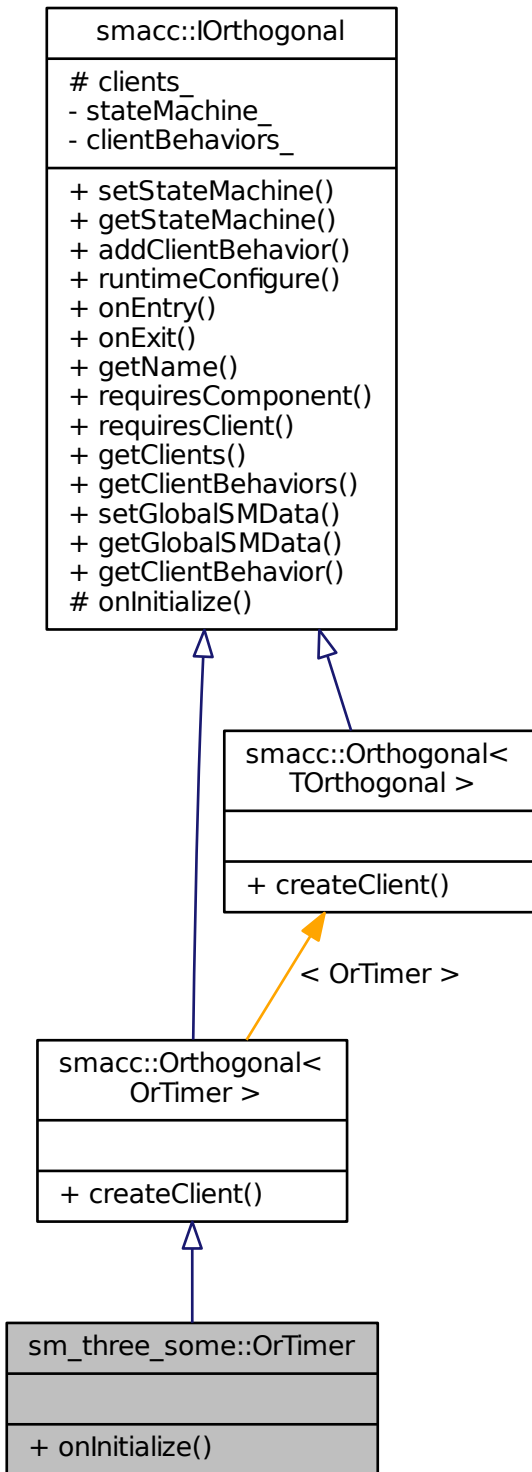 smacc::IOrthogonal
# clients_
- stateMachine_
- clientBehaviors_
+ setStateMachine()
+ getStateMachine()
+ addClientBehavior()
+ runtimeConfigure()
+ onEntry()
+ onExit()
+ getName()
+ requiresComponent()
+ requiresClient()
+ getClients()
+ getClientBehaviors()
+ setGlobalSMData()
+ getGlobalSMData()
+ getClientBehavior()
# onInitialize()
smacc::Orthogonal<
TOrthogonal >
+ createClient()
< OrTimer >
smacc::Orthogonal<
OrTimer >
+ createClient()
sm_three_some::OrTimer
+ onInitialize()